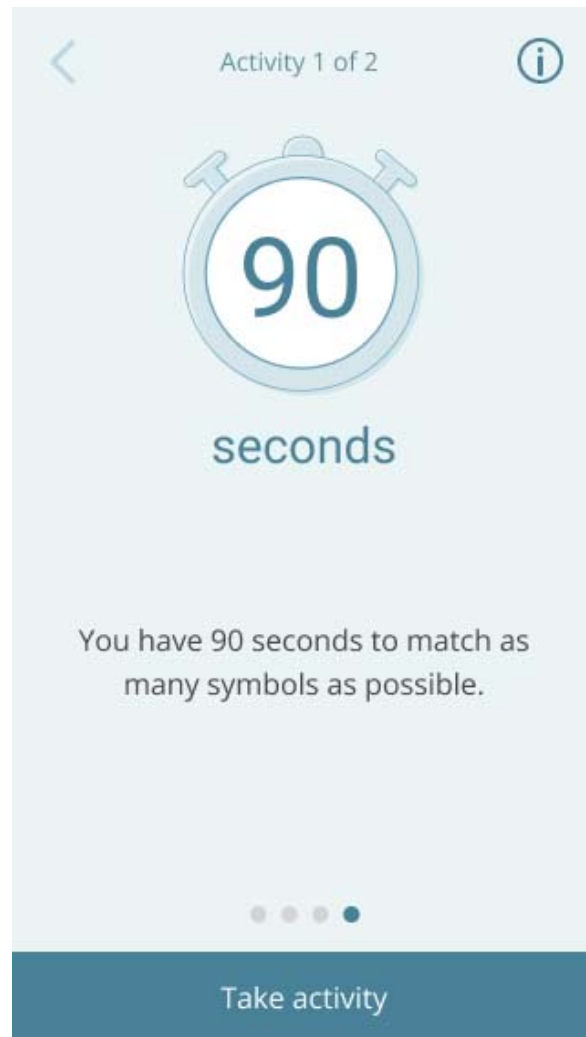 Activity 1 of 2
90
seconds
You have 90 seconds to match as
many symbols as possible.
Take activity